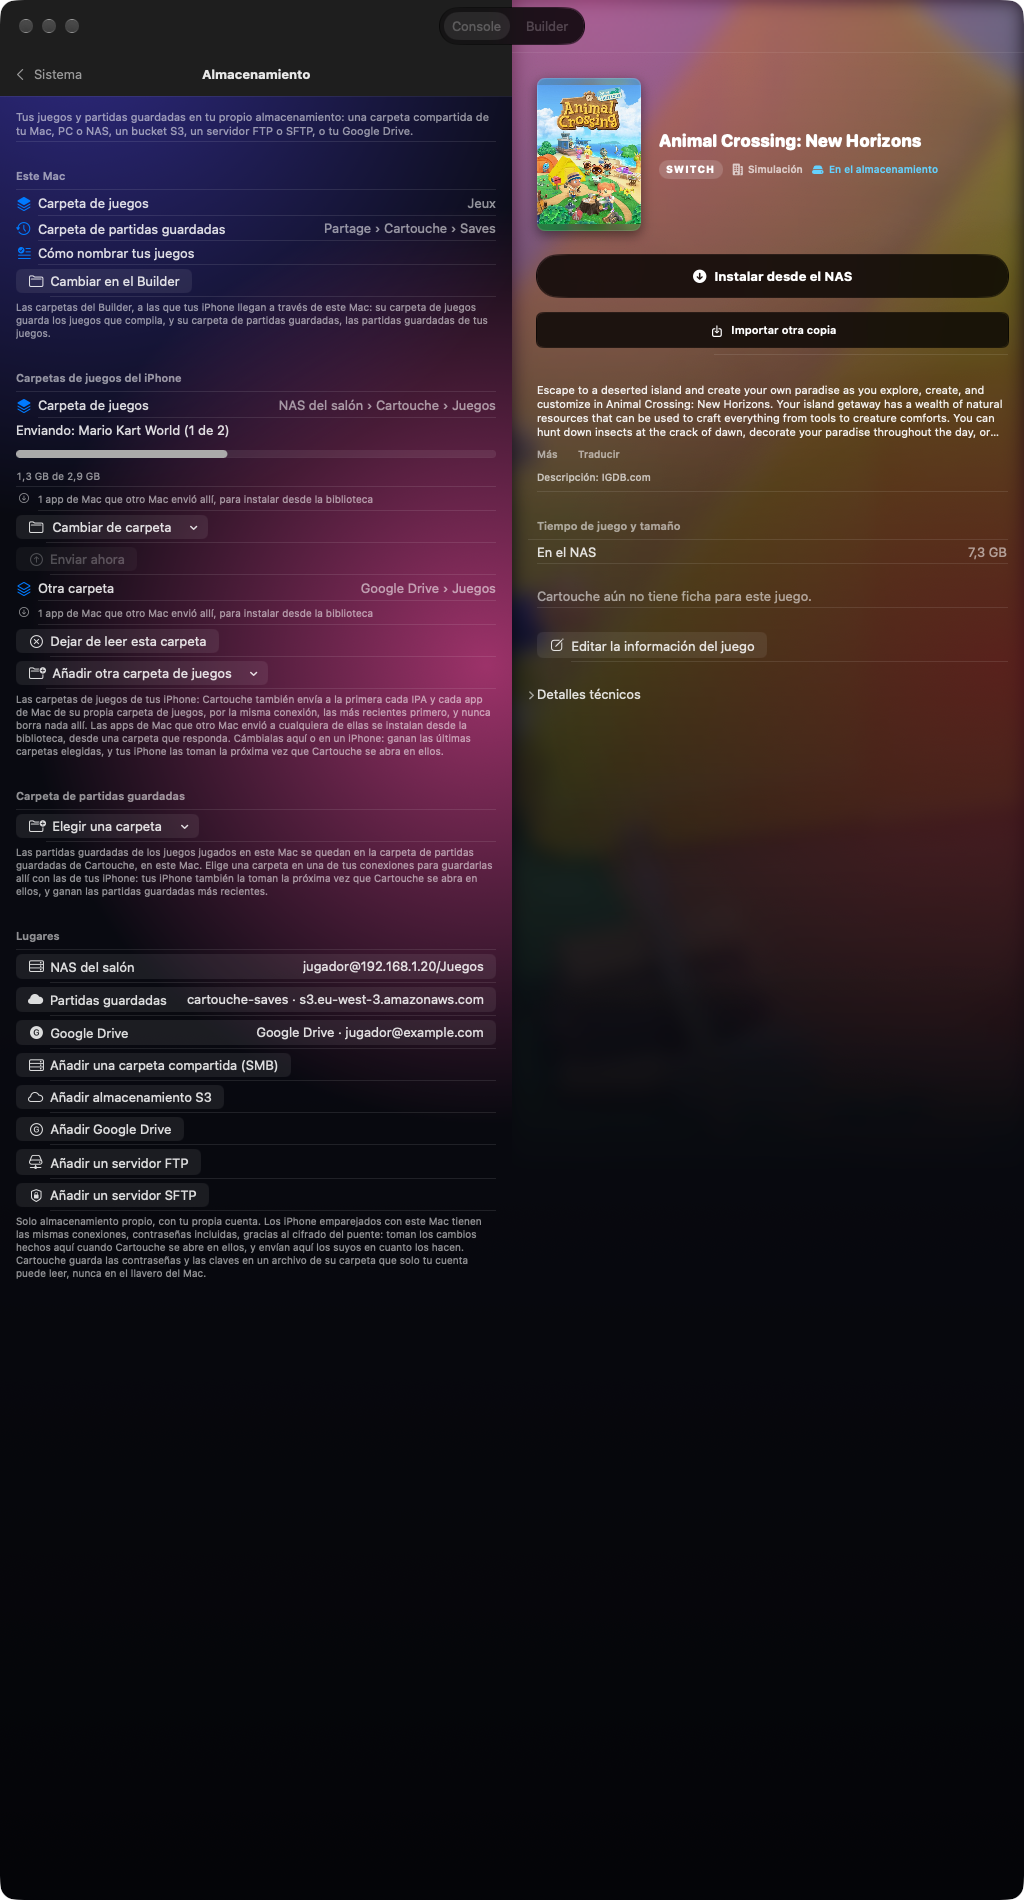 Console
Builder
Sistema
Almacenamiento
Tus juegos y partidas guardadas en tu propio almacenamiento: una carpeta compartida de
tu Mac, PC o NAS, un bucket S3, un servidor FTP o SFTP, o tu Google Drive.
Este Mac
Carpeta de juegos
Jeux
Carpeta de partidas guardadas
Partage › Cartouche › Saves
Cómo nombrar tus juegos
Cambiar en el Builder
Las carpetas del Builder, a las que tus iPhone llegan a través de este Mac: su carpeta de juegos
guarda los juegos que compila, y su carpeta de partidas guardadas, las partidas guardadas de tus
juegos.
Carpetas de juegos del iPhone
Carpeta de juegos
NAS del salón › Cartouche › Juegos
Enviando: Mario Kart World (1 de 2)
1,3 GB de 2,9 GB
1 app de Mac que otro Mac envió allí, para instalar desde la biblioteca
Cambiar de carpeta
Enviar ahora
Otra carpeta
Google Drive › Juegos
1 app de Mac que otro Mac envió allí, para instalar desde la biblioteca
Dejar de leer esta carpeta
Añadir otra carpeta de juegos
Las carpetas de juegos de tus iPhone: Cartouche también envía a la primera cada IPA y cada app
de Mac de su propia carpeta de juegos, por la misma conexión, las más recientes primero, y nunca
borra nada allí. Las apps de Mac que otro Mac envió a cualquiera de ellas se instalan desde la
biblioteca, desde una carpeta que responda. Cámbialas aquí o en un iPhone: ganan las últimas
carpetas elegidas, y tus iPhone las toman la próxima vez que Cartouche se abra en ellos.
Carpeta de partidas guardadas
Elegir una carpeta
Las partidas guardadas de los juegos jugados en este Mac se quedan en la carpeta de partidas
guardadas de Cartouche, en este Mac. Elige una carpeta en una de tus conexiones para guardarlas
allí con las de tus iPhone: tus iPhone también la toman la próxima vez que Cartouche se abra en
ellos, y ganan las partidas guardadas más recientes.
Lugares
NAS del salón
jugador@192.168.1.20/Juegos
Partidas guardadas
cartouche-saves · s3.eu-west-3.amazonaws.com
Google Drive
Google Drive · jugador@example.com
Añadir una carpeta compartida (SMB)
Añadir almacenamiento S3
Añadir Google Drive
Añadir un servidor FTP
Añadir un servidor SFTP
Solo almacenamiento propio, con tu propia cuenta. Los iPhone emparejados con este Mac tienen
las mismas conexiones, contraseñas incluidas, gracias al cifrado del puente: toman los cambios
hechos aquí cuando Cartouche se abre en ellos, y envían aquí los suyos en cuanto los hacen.
Cartouche guarda las contraseñas y las claves en un archivo de su carpeta que solo tu cuenta
puede leer, nunca en el llavero del Mac.
Animal Crossing
Animal Crossing: New Horizons
SWITCH
Simulación
En el almacenamiento
Instalar desde el NAS
Importar otra copia
Escape to a deserted island and create your own paradise as you explore, create, and
customize in Animal Crossing: New Horizons. Your island getaway has a wealth of natural
resources that can be used to craft everything from tools to creature comforts. You can
hunt down insects at the crack of dawn, decorate your paradise throughout the day, or...
Más
Traducir
Descripción: IGDB.com
Tiempo de juego y tamaño
En el NAS
7,3 GB
Cartouche aún no tiene ficha para este juego.
Editar la información del juego
Detalles técnicos